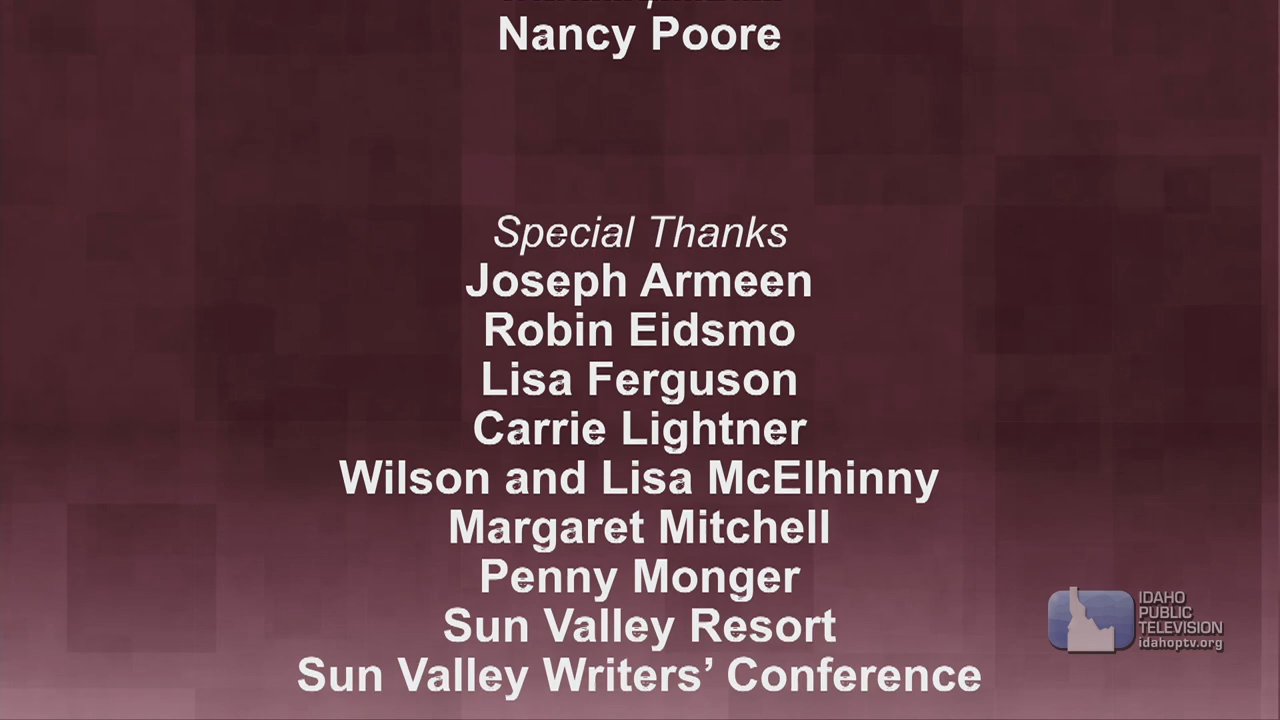 Nancy Poore
Special Thanks
Joseph Armeen
Robin Eidsmo
Lisa Ferguson
Carrie Lightner
Wilson and Lisa McElhinny
Margaret Mitchell
Penny Monger
Sun Valley Resort
Sun Valley Writers’ Conference
IDAHO
PUBLIC
TELEVISION
idahoptv.org